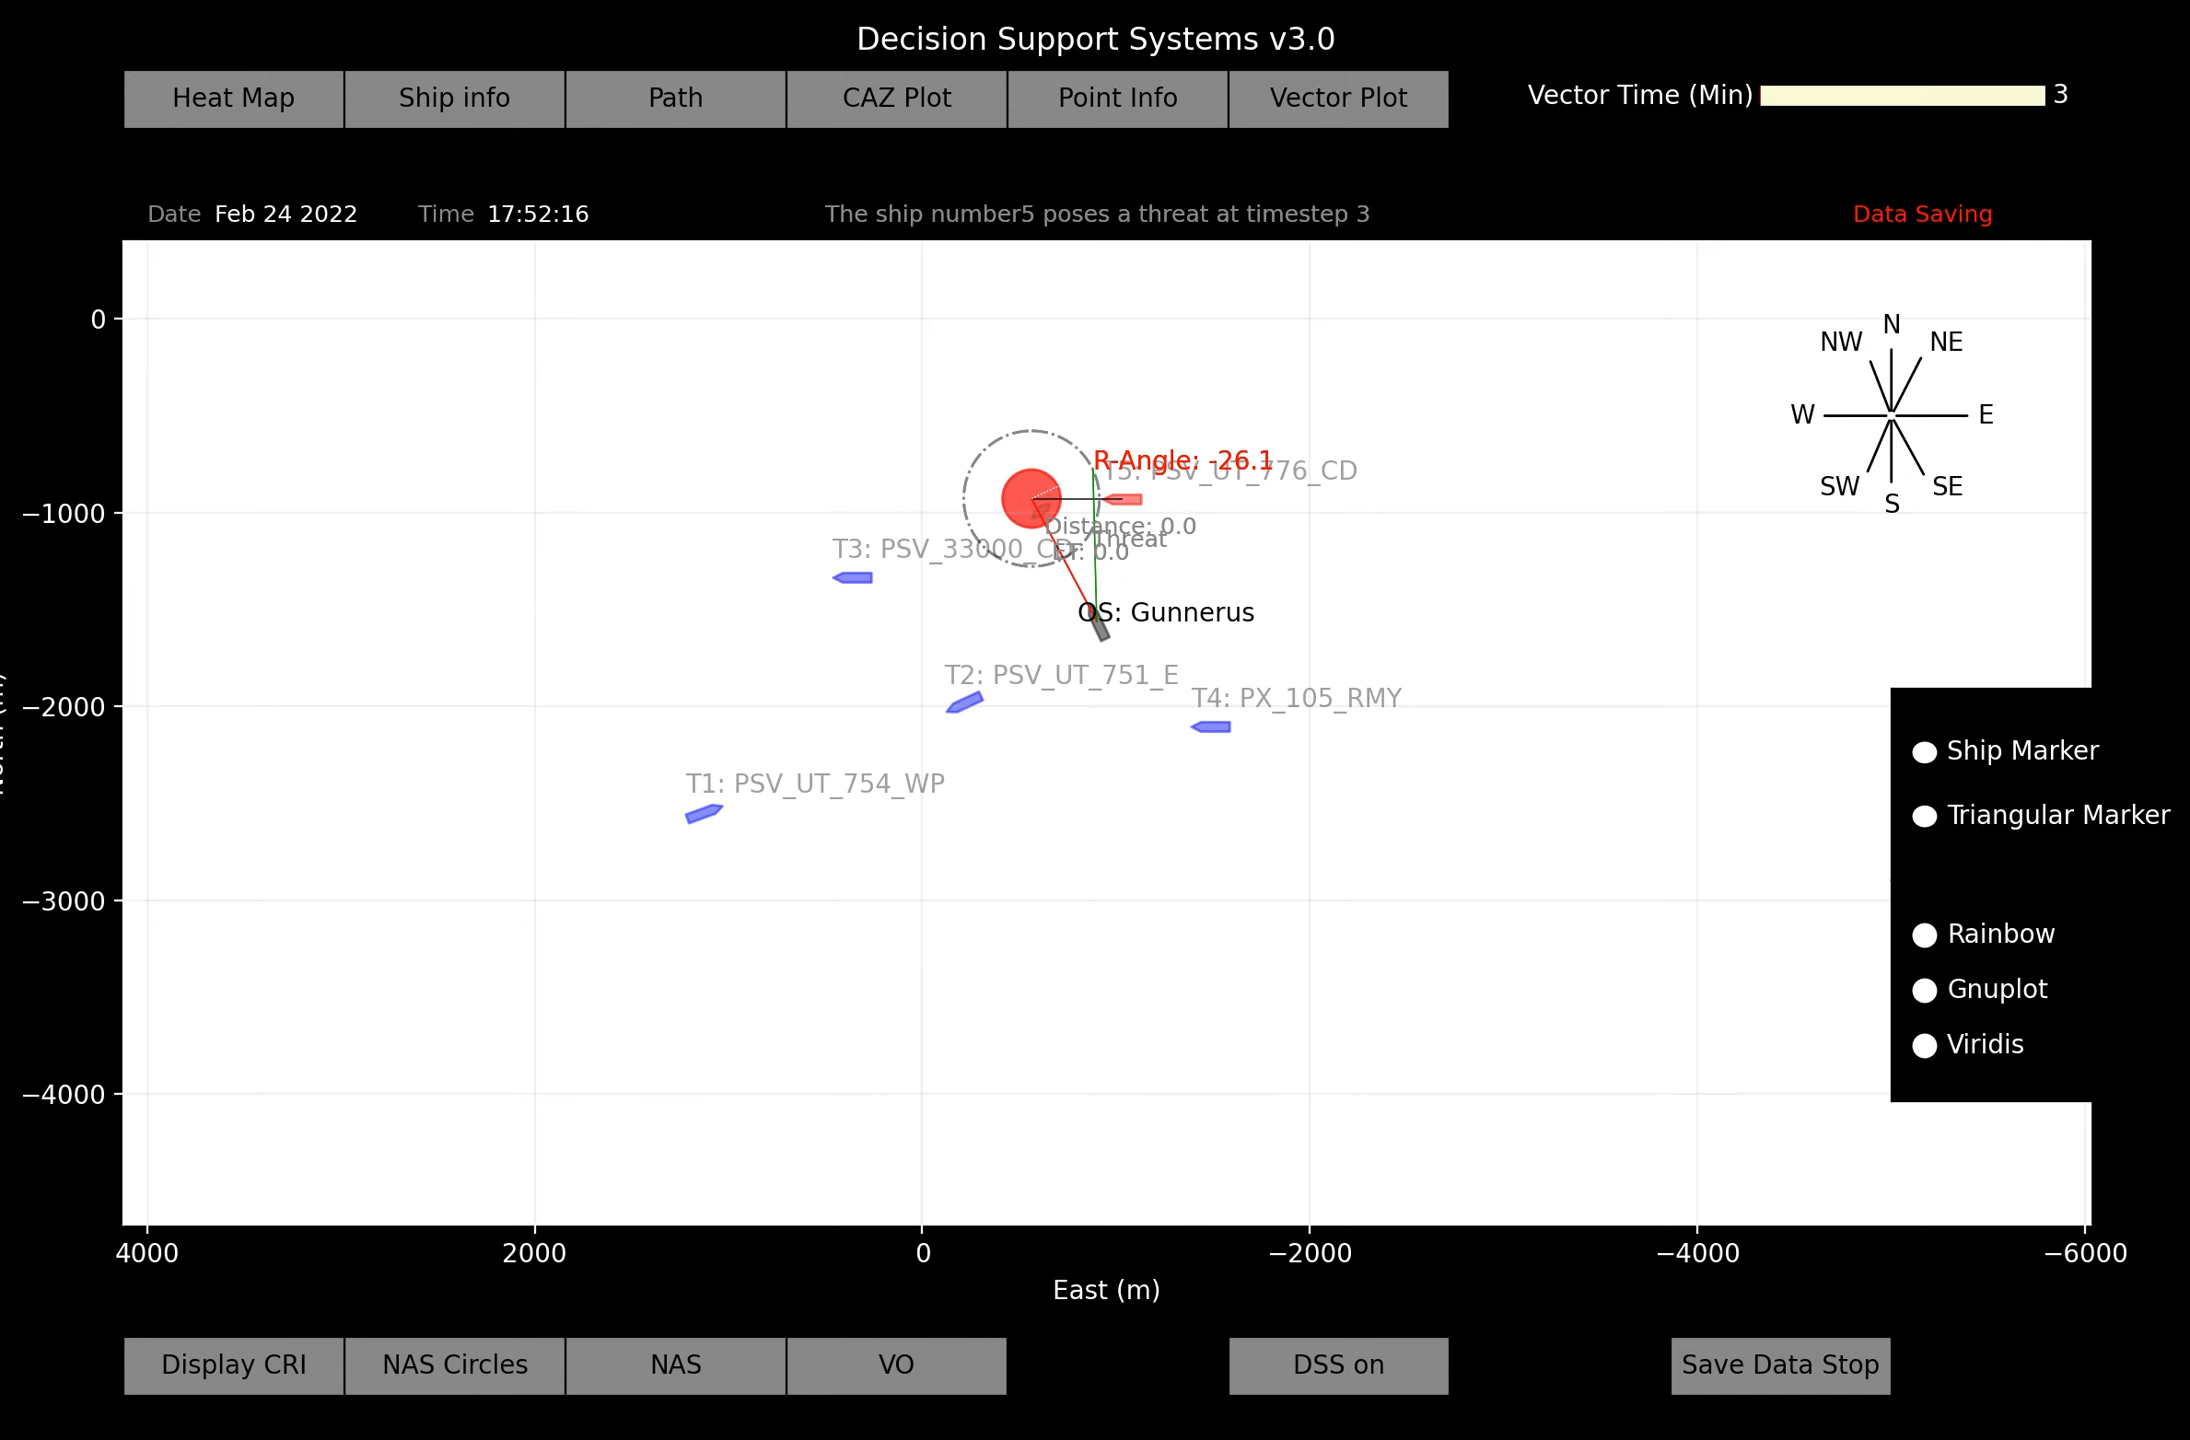 Decision Support Systems v3.0
Heat Map
Ship info
Path
CAZ Plot
Point Info
Vector Plot
Vector Time (Min)
3
Date Feb 24 2022
Time 17:52:16
The ship number5 poses a threat at timestep 3
Data Saving
0
−1000
−2000
−3000
−4000
N
NW
NE
W
E
SW
SE
S
R-Angle: -26.1
T5: PSV_UT_776_CD
Distance: 0.0
Threat
ET: 0.0
T3: PSV_33000_CD
OS: Gunnerus
T2: PSV_UT_751_E
T4: PX_105_RMY
T1: PSV_UT_754_WP
Ship Marker
Triangular Marker
Rainbow
Gnuplot
Viridis
4000
2000
0
−2000
−4000
−6000
East (m)
Display CRI
NAS Circles
NAS
VO
DSS on
Save Data Stop